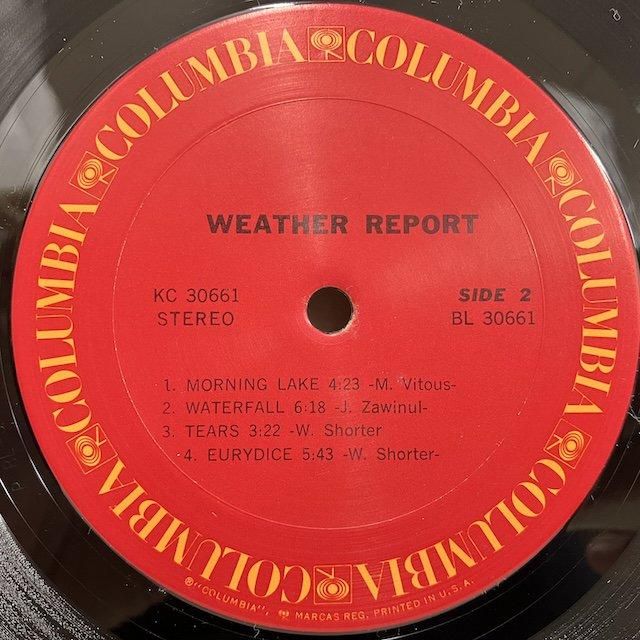 COLUMBIA COLUMBIA COLUMBIA COLUMBIA COLUMBIA COLUMBIA
WEATHER REPORT
KC 30661
STEREO
SIDE 2
BL 30661
1. MORNING LAKE 4:23 -M. Vitous-
2. WATERFALL 6:18 -J. Zawinul-
3. TEARS 3:22 -W. Shorter
4. EURYDICE 5:43 -W. Shorter-
®"COLUMBIA", MARCAS REG. PRINTED IN U.S.A.